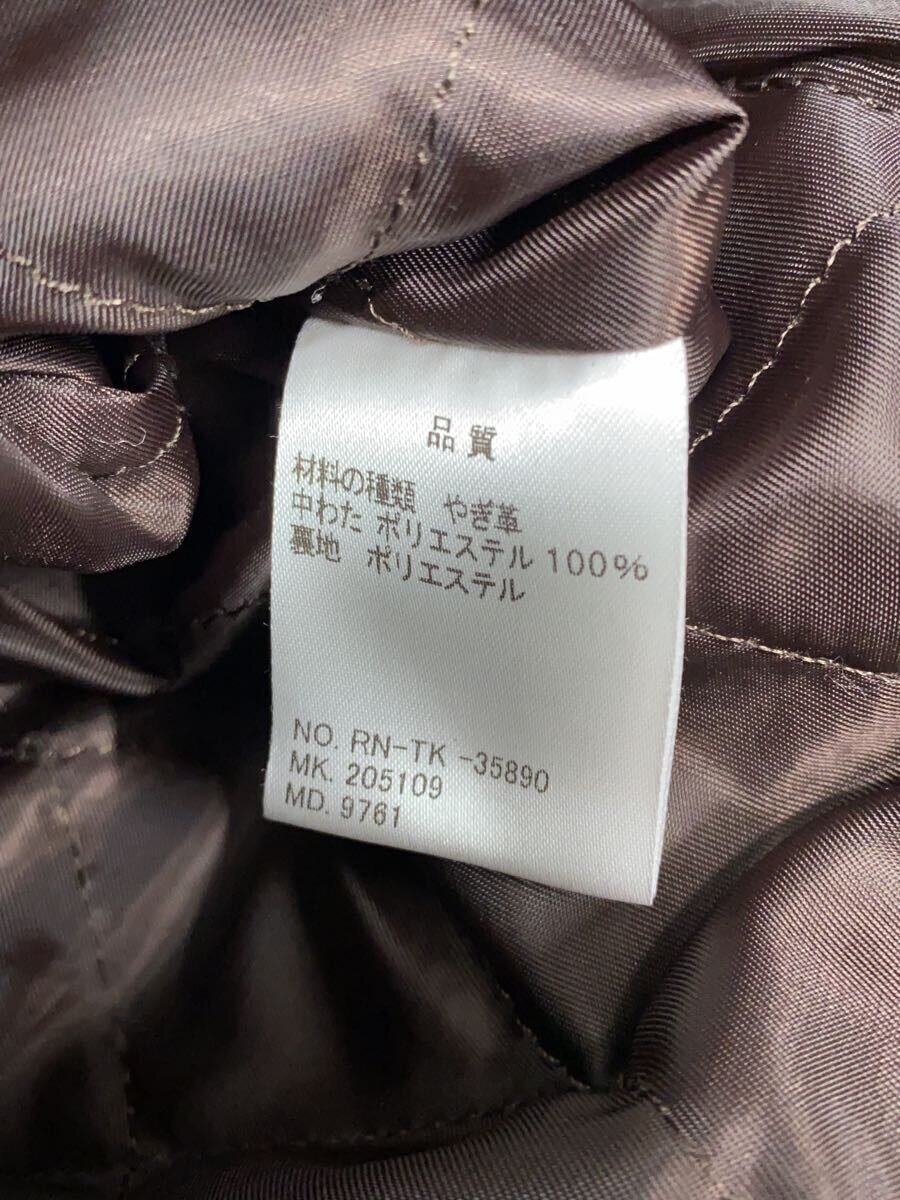 品質
材料の種類 やぎ革
中わた ポリエステル 100%
裏地 ポリエステル
NO. RN-TK -35890
MK. 205109
MD. 9761